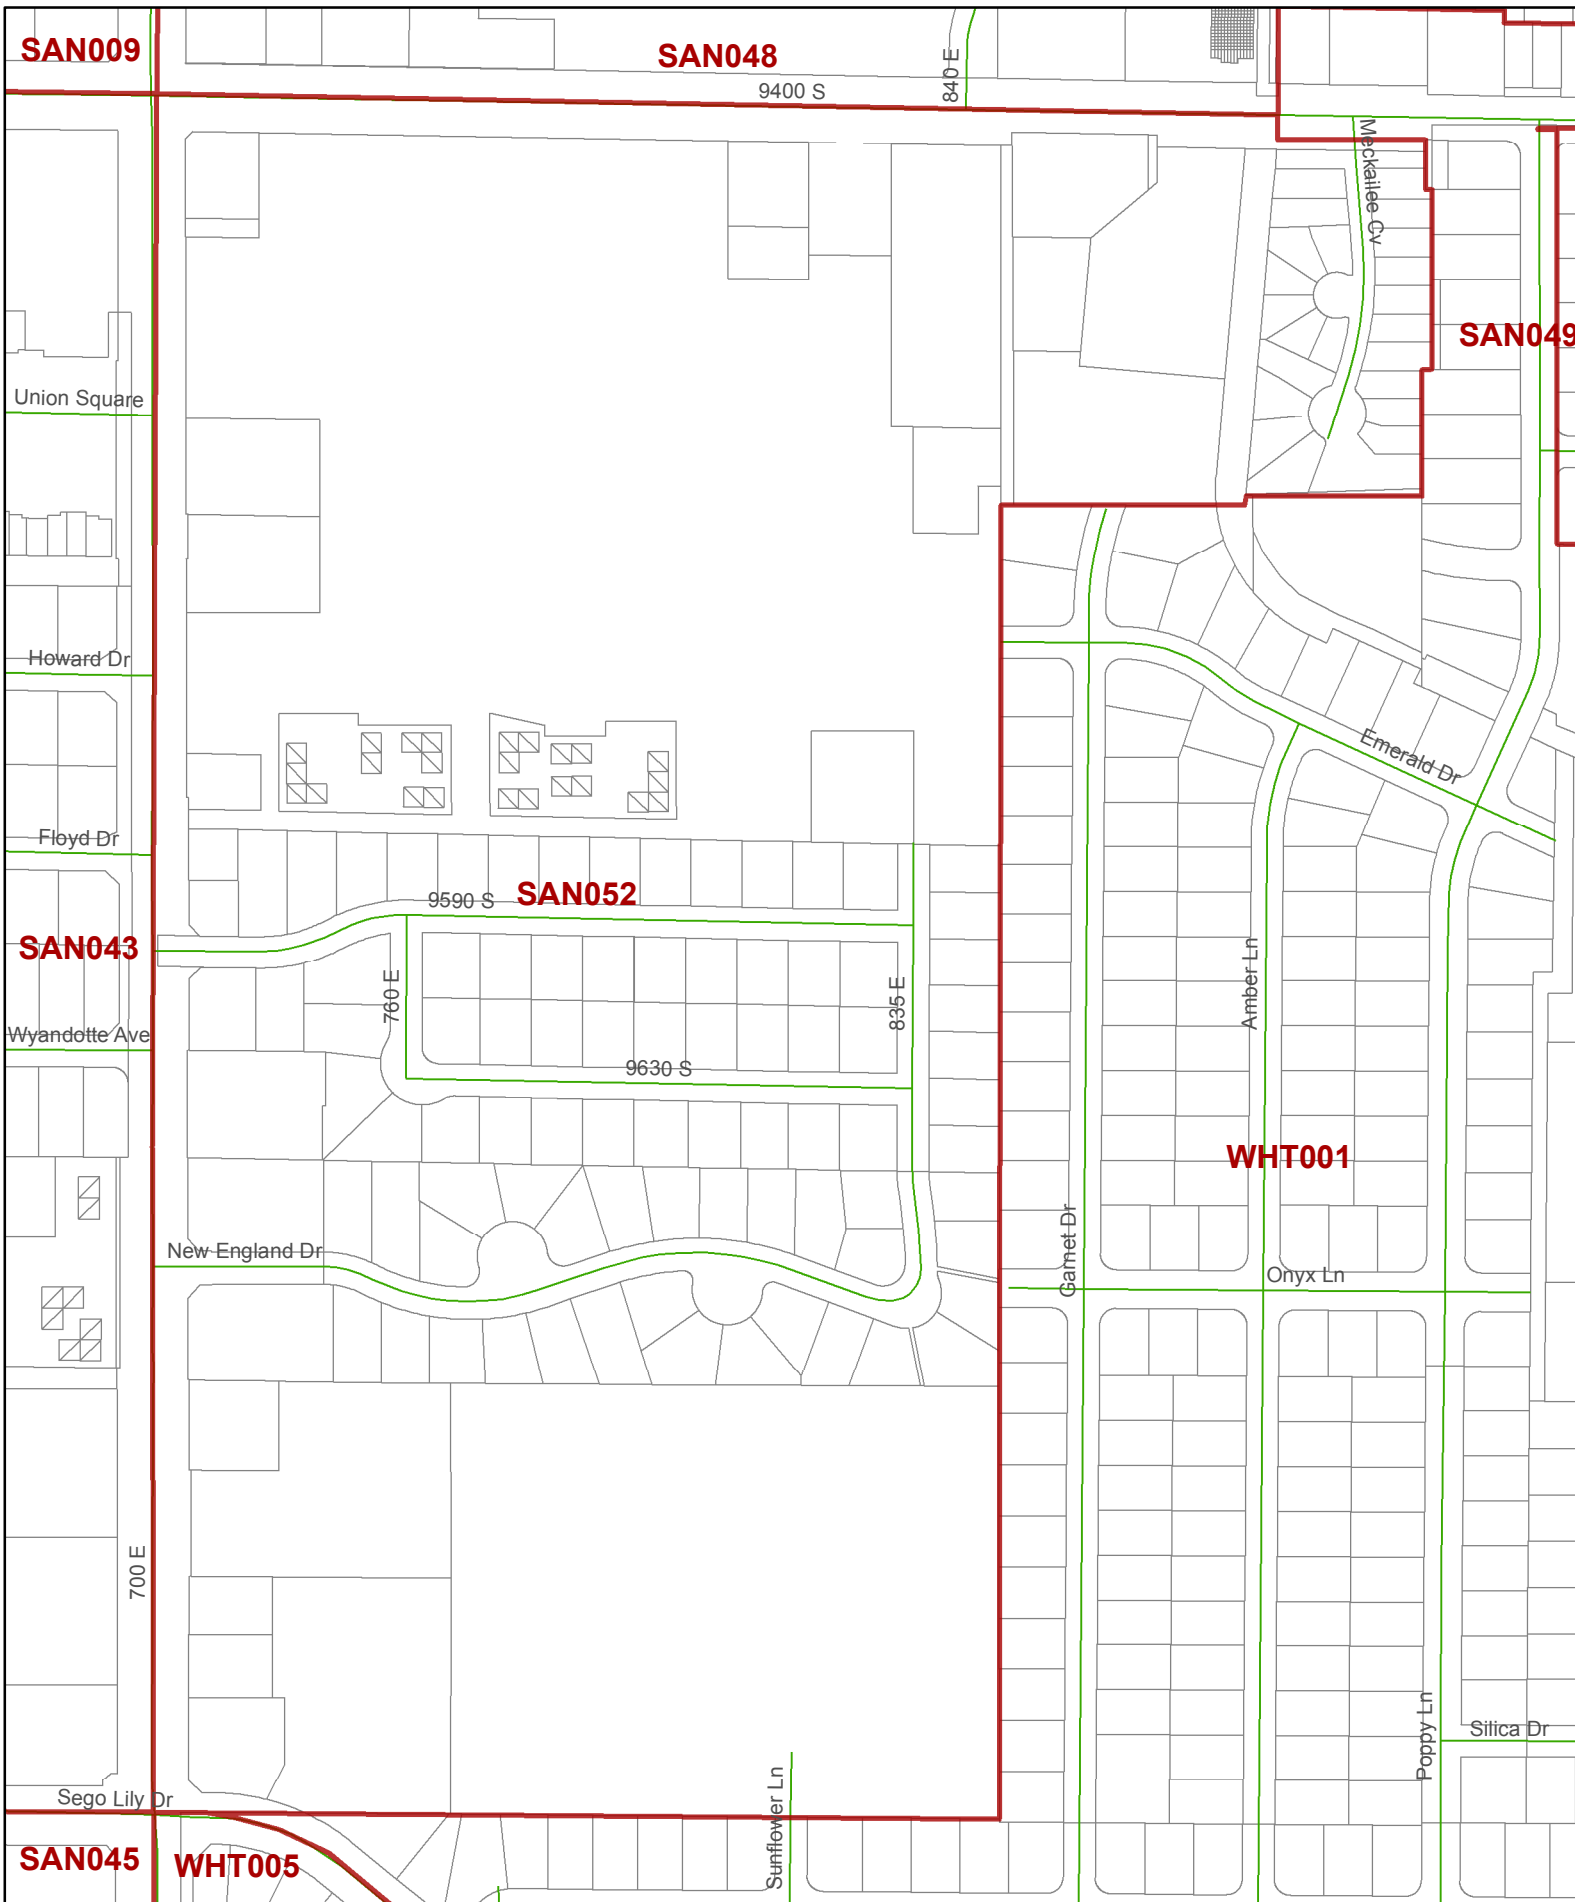 SAN009
SAN048
840 E
9400 S
Meckailee Cv
SAN049
Union Square
Howard Dr
Emerald Dr
Floyd Dr
9590 S
SAN052
SAN043
760 E
835 E
Amber Ln
Wyandotte Ave
9630 S
WHT001
Garnet Dr
New England Dr
Onyx Ln
700 E
Poppy Ln
Silica Dr
Sego Lily Dr
Sunflower Ln
SAN045
WHT005